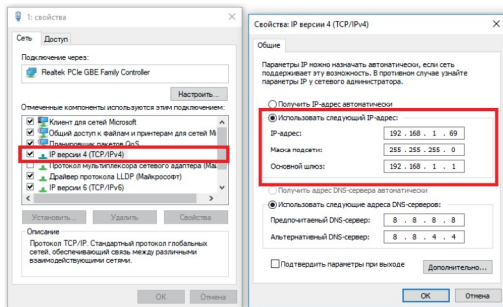 1: свойства
Сеть
Доступ
Подключение через:
Realtek PCIe GBE Family Controller
Настроить...
Отмеченные компоненты используются этим подключением:
Клиент для сетей Microsoft
Общий доступ к файлам и принтерам для сетей Mi
Планировщик пакетов QoS
IP версии 4 (TCP/IPv4)
Протокол мультиплексора сетевого адаптера (Ма
Драйвер протокола LLDP (Майкрософт)
IP версии 6 (TCP/IPv6)
Установить...
Удалить
Свойства
Описание
Протокол TCP/IP. Стандартный протокол глобальных
сетей, обеспечивающий связь между различными
взаимодействующими сетями.
ОК
Отмена
Свойства: IP версии 4 (TCP/IPv4)
Общие
Параметры IP можно назначать автоматически, если сеть
поддерживает эту возможность. В противном случае узнайте
параметры IP у сетевого администратора.
Получить IP-адрес автоматически
Использовать следующий IP-адрес:
IP-адрес: 192 . 168 . 1 . 69
Маска подсети: 255 . 255 . 255 . 0
Основной шлюз: 192 . 168 . 1 . 1
Получить адрес DNS-сервера автоматически
Использовать следующие адреса DNS-серверов:
Предпочитаемый DNS-сервер: 8 . 8 . 8 . 8
Альтернативный DNS-сервер: 8 . 8 . 4 . 4
Подтвердить параметры при выходе
Дополнительно...
ОК
Отмена